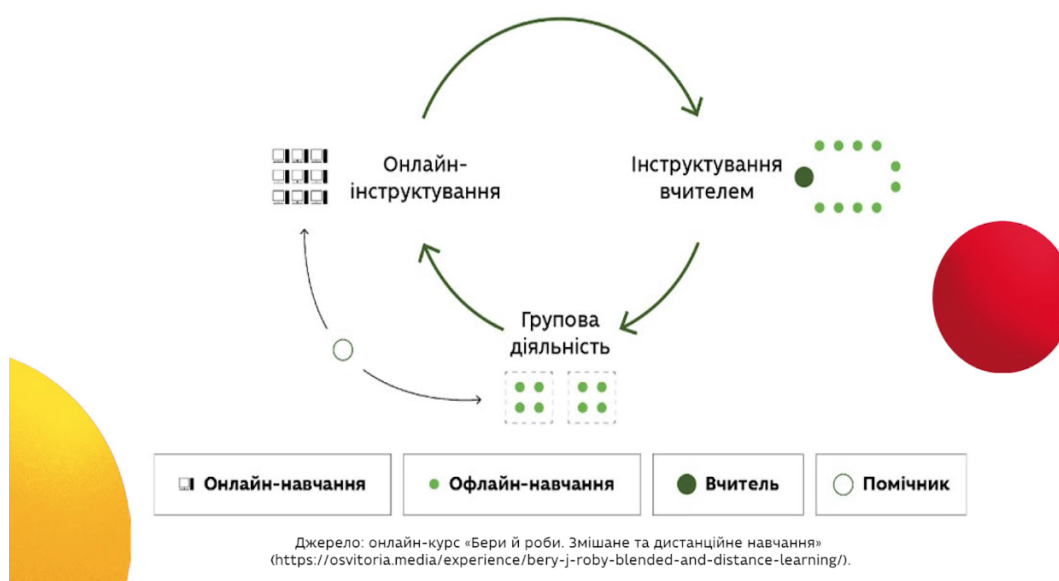 Онлайн-
інструктування
Інструктування
вчителем
Групова
діяльність
Онлайн-навчання
Офлайн-навчання
Вчитель
Помічник
Джерело: онлайн-курс «Бери й роби. Змішане та дистанційне навчання»
(https://osvitoria.media/experience/bery-j-roby-blended-and-distance-learning/).